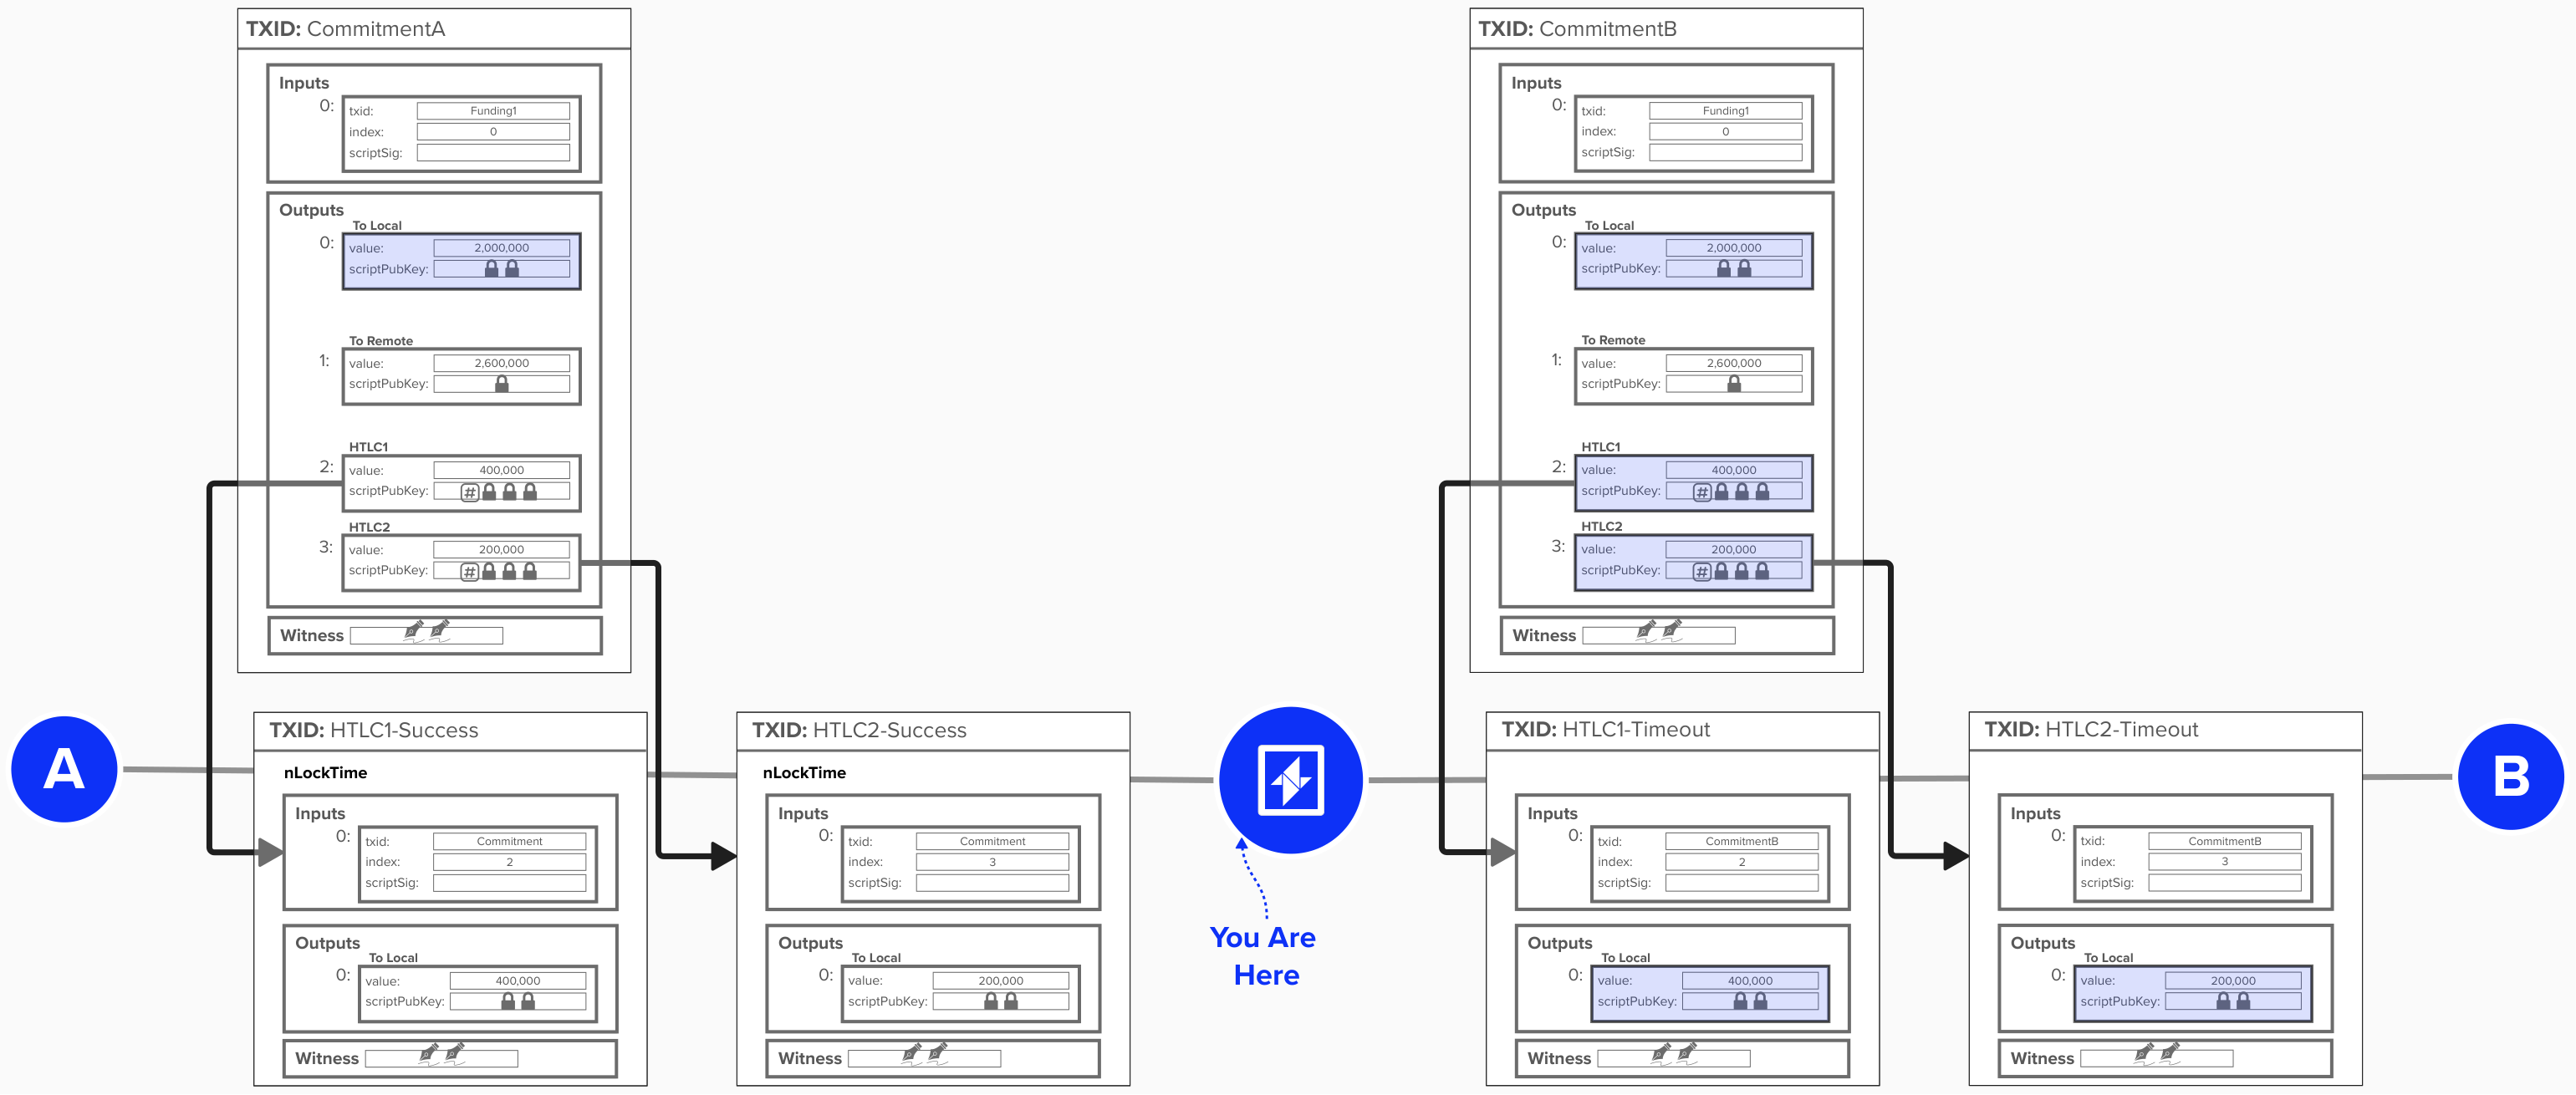 TXID: CommitmentA
Inputs
0:
txid: Funding1
index: 0
scriptSig:
Outputs
To Local
0:
value: 2,000,000
scriptPubKey:
To Remote
1:
value: 2,600,000
scriptPubKey:
HTLC1
2:
value: 400,000
scriptPubKey: #
HTLC2
3:
value: 200,000
scriptPubKey: #
Witness
TXID: CommitmentB
Inputs
0:
txid: Funding1
index: 0
scriptSig:
Outputs
To Local
0:
value: 2,000,000
scriptPubKey:
To Remote
1:
value: 2,600,000
scriptPubKey:
HTLC1
2:
value: 400,000
scriptPubKey: #
HTLC2
3:
value: 200,000
scriptPubKey: #
Witness
A
TXID: HTLC1-Success
nLockTime
Inputs
0:
txid: Commitment
index: 2
scriptSig:
Outputs
To Local
0:
value: 400,000
scriptPubKey:
Witness
TXID: HTLC2-Success
nLockTime
Inputs
0:
txid: Commitment
index: 3
scriptSig:
Outputs
To Local
0:
value: 200,000
scriptPubKey:
Witness
You Are
Here
TXID: HTLC1-Timeout
Inputs
0:
txid: CommitmentB
index: 2
scriptSig:
Outputs
To Local
0:
value: 400,000
scriptPubKey:
Witness
TXID: HTLC2-Timeout
Inputs
0:
txid: CommitmentB
index: 3
scriptSig:
Outputs
To Local
0:
value: 200,000
scriptPubKey:
Witness
B